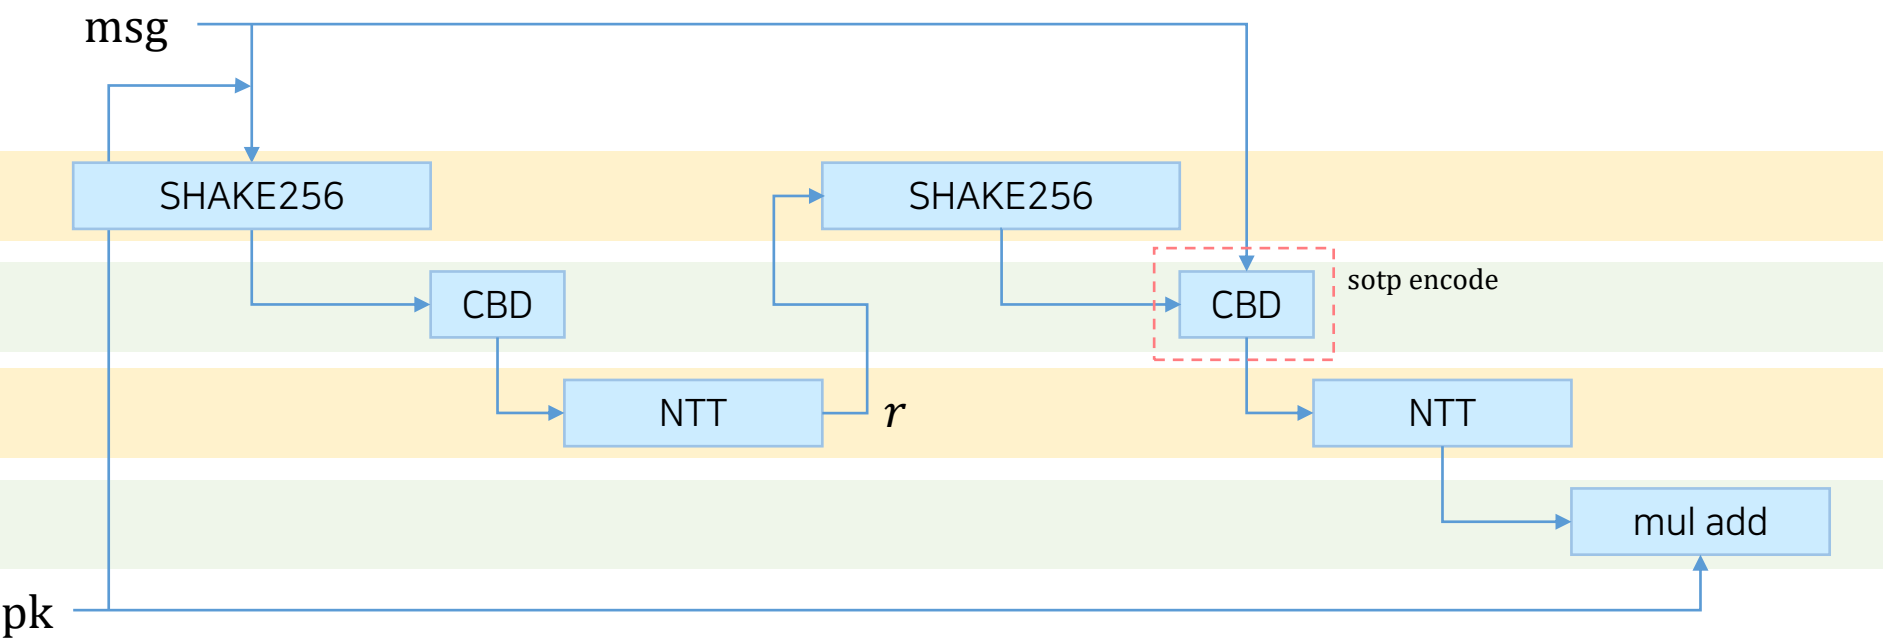 msg
SHAKE256
SHAKE256
CBD
CBD
sotp encode
NTT
r
NTT
mul add
pk